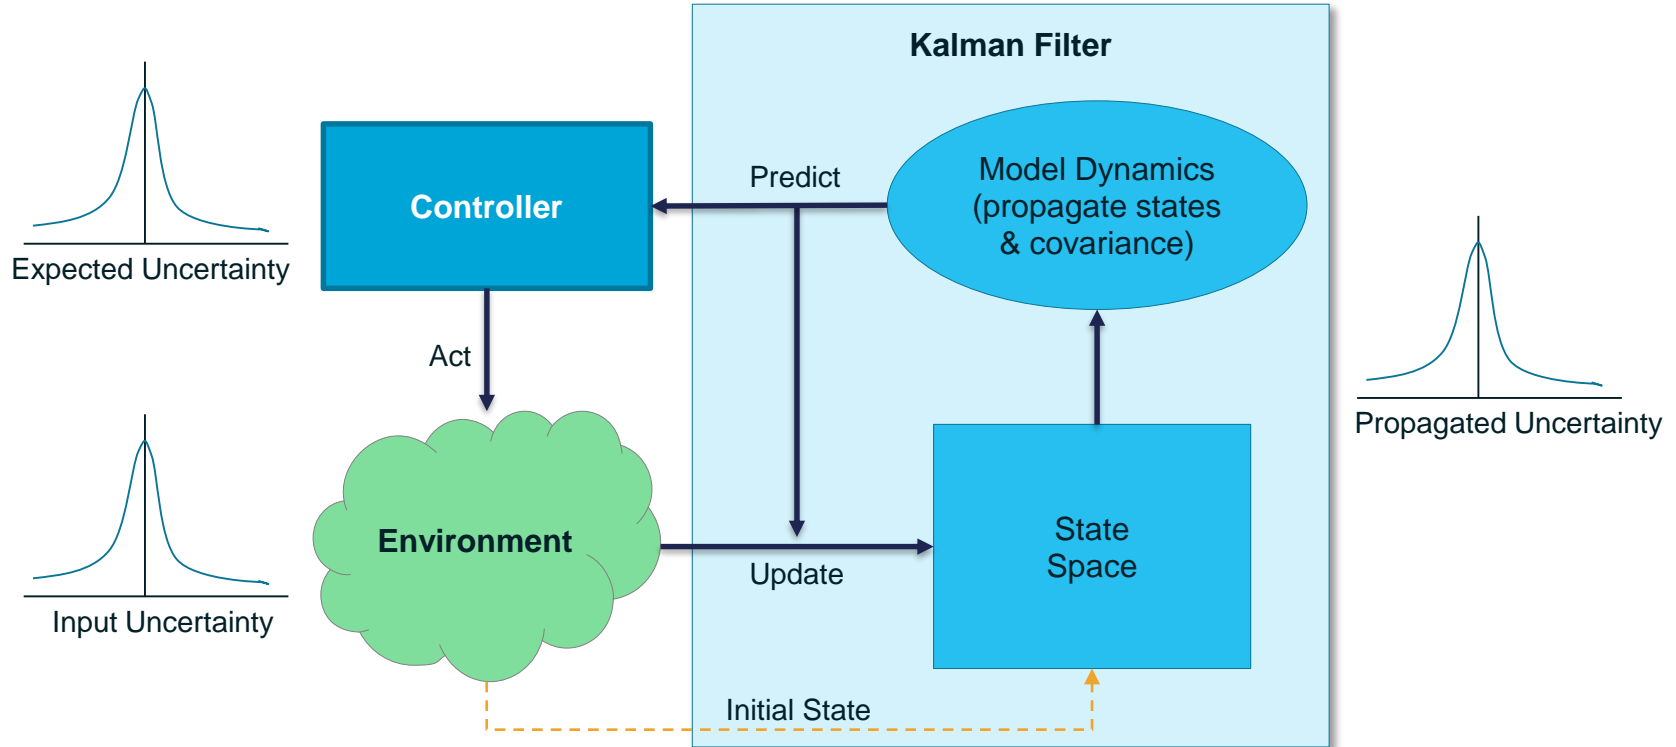 Kalman Filter
Controller
Predict
Model Dynamics
(propagate states
& covariance)
Expected Uncertainty
Act
Propagated Uncertainty
Environment
Update
State
Space
Input Uncertainty
Initial State